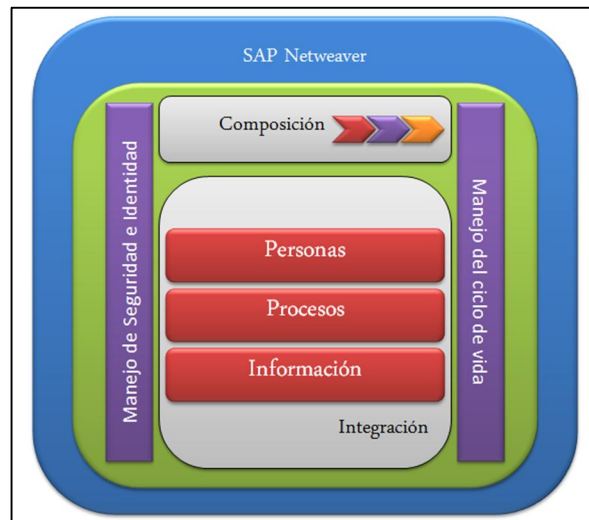 SAP Netweaver
Composición
Manejo de Seguridad e Identidad
Personas
Procesos
Información
Integración
Manejo del ciclo de
vida